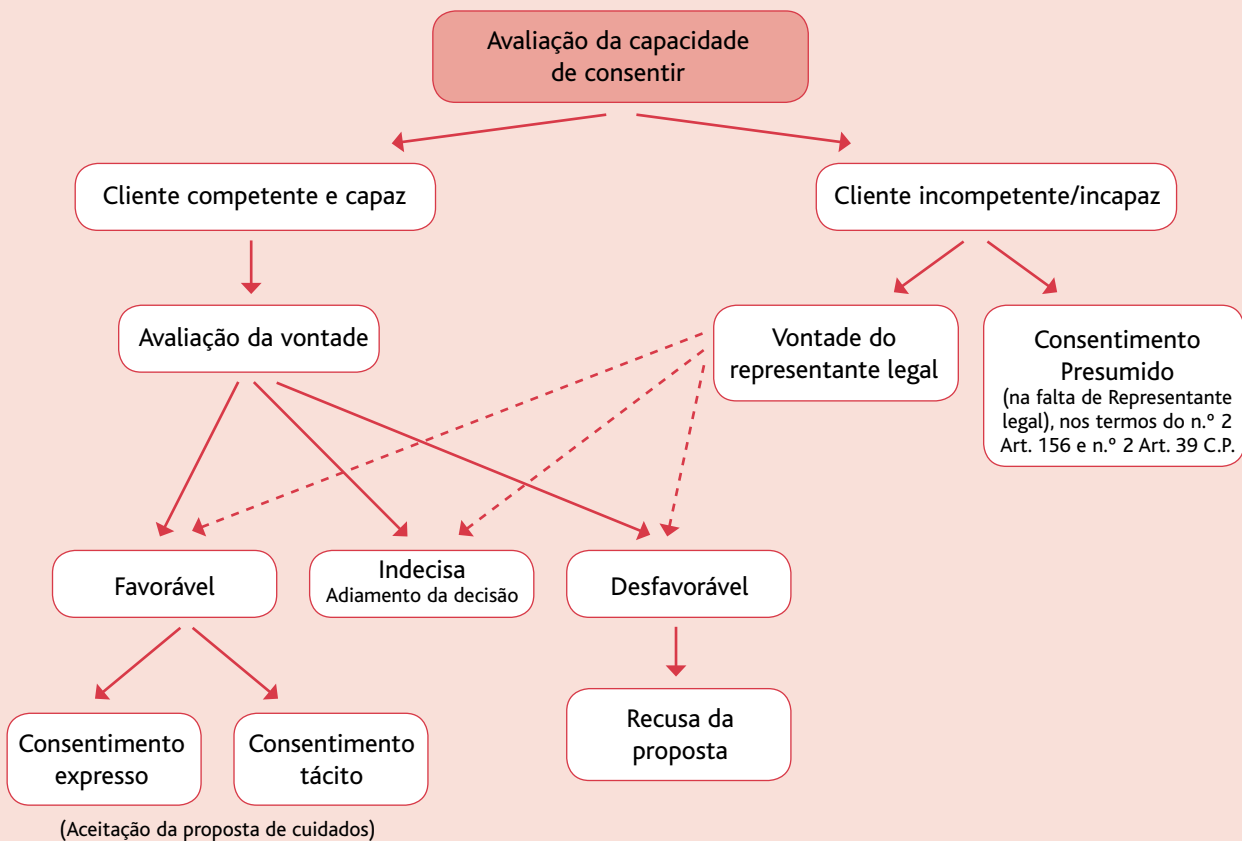 Avaliação da capacidade
de consentir
Cliente competente e capaz
Cliente incompetente/incapaz
Avaliação da vontade
Vontade do
representante legal
Consentimento
Presumido
(na falta de Representante
legal), nos termos do n.º 2
Art. 156 e n.º 2 Art. 39 C.P.
Favorável
Indecisa
Adiamento da decisão
Desfavorável
Consentimento
expresso
Consentimento
tácito
Recusa da
proposta
(Aceitação da proposta de cuidados)